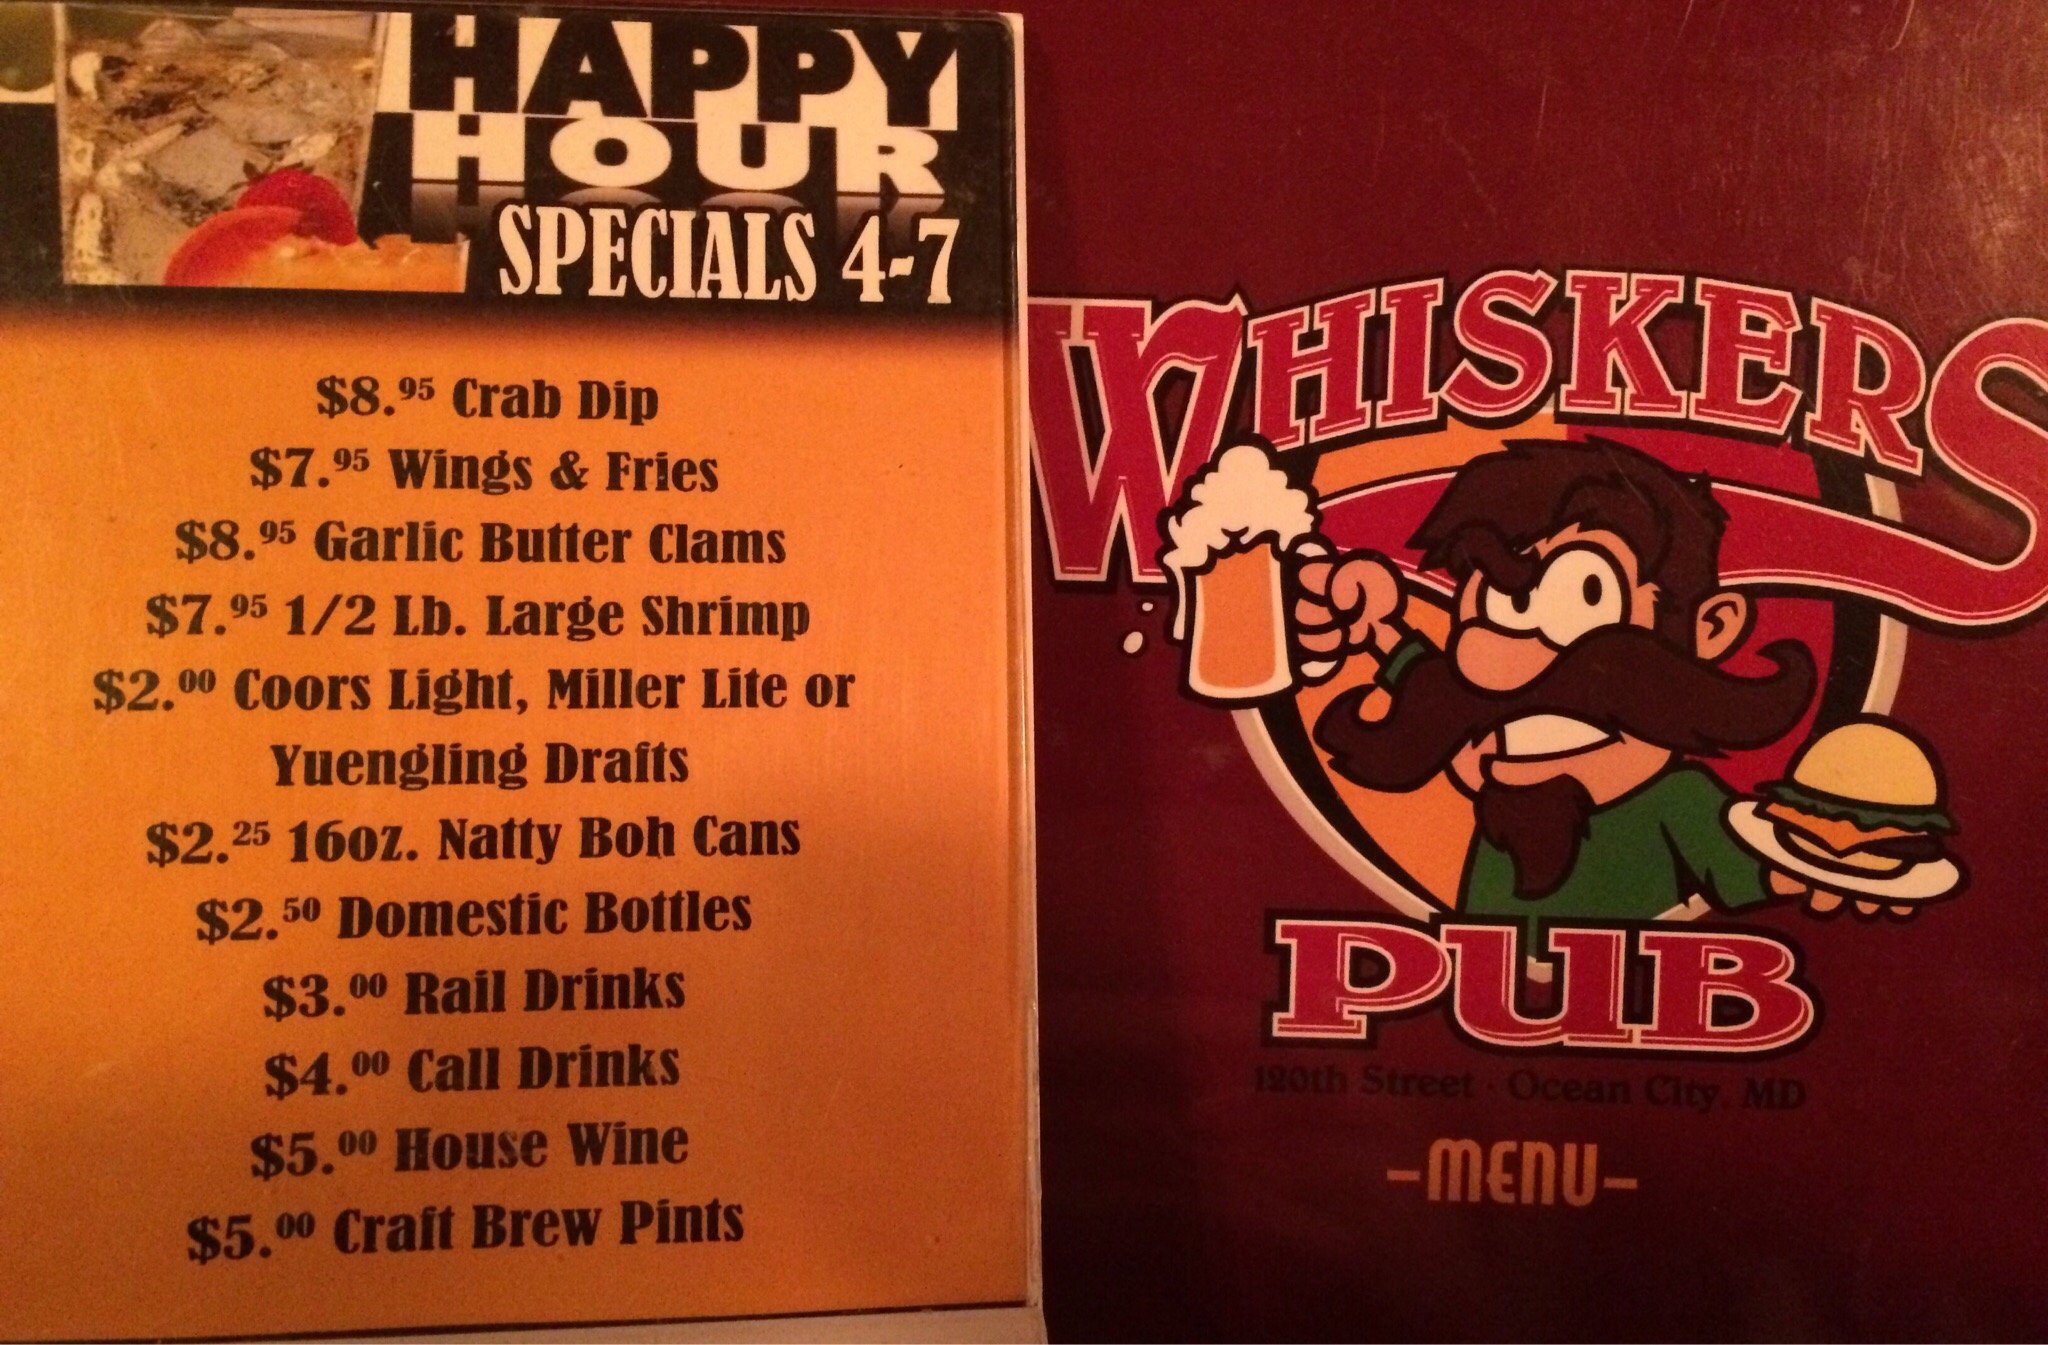 HAPPY
HOUR
SPECIALS 4-7
$8.95 Crab Dip
$7.95 Wings & Fries
$8.95 Garlic Butter Clams
$7.95 1/2 Lb. Large Shrimp
$2.00 Coors Light, Miller Lite or
Yuengling Drafts
$2.25 16oz. Natty Boh Cans
$2.50 Domestic Bottles
$3.00 Rail Drinks
$4.00 Call Drinks
$5.00 House Wine
$5.00 Craft Brew Pints
WHISKERS
PUB
120th Street · Ocean City, MD
-MENU-